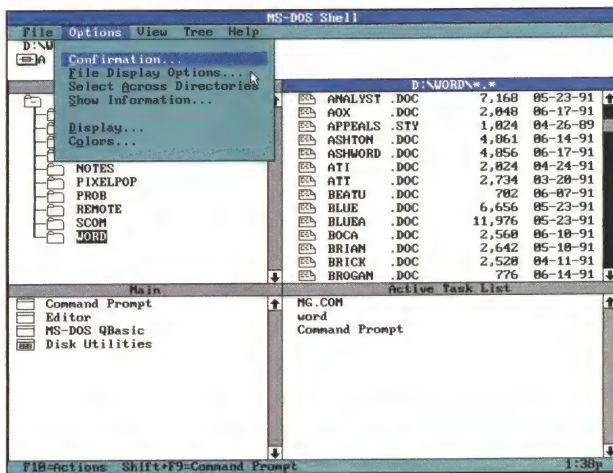 MS-DOS Shell
File Options View Tree Help
D:\W
A
Confirmation...
File Display Options...
Select Across Directories
Show Information...
Display...
Colors...
NOTES
PIXELPOP
PROB
REMOTE
SCOM
WORD
D:\WORD\*.*
ANALYST .DOC 7,168 05-23-91
AOX .DOC 2,048 06-17-91
APPEALS .STY 1,024 04-26-89
ASHTON .DOC 4,861 06-14-91
ASHWORD .DOC 4,056 06-17-91
ATI .DOC 2,024 04-24-91
ATT .DOC 2,734 03-20-91
BEATU .DOC 702 06-07-91
BLUE .DOC 6,656 05-23-91
BLUEA .DOC 11,976 05-23-91
BOCA .DOC 2,560 06-10-91
BRIAN .DOC 2,642 05-10-91
BRICK .DOC 2,520 04-11-91
BROGAN .DOC 776 06-14-91
Main
Command Prompt
Editor
MS-DOS QBasic
Disk Utilities
Active Task List
MG.COM
word
Command Prompt
F10=Actions Shift+F9=Command Prompt 1:38p